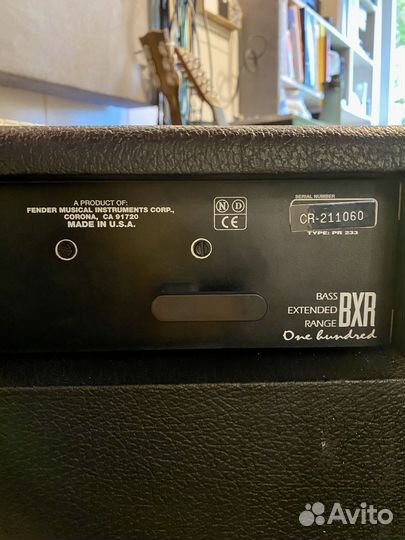 A PRODUCT OF:
FENDER MUSICAL INSTRUMENTS CORP.,
CORONA, CA 91720
MADE IN U.S.A.
N D
CE
SERIAL NUMBER
CR-211060
TYPE: PR 233
BASS
EXTENDED
RANGE
BXR
One hundred
Avito